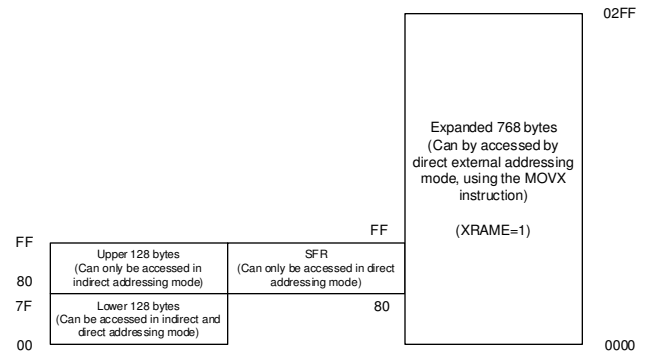 02FF
Expanded 768 bytes
(Can by accessed by
direct external addressing
mode, using the MOVX
instruction)
(XRAME=1)
FF
FF
Upper 128 bytes
(Can only be accessed in
indirect addressing mode)
SFR
(Can only be accessed in direct
addressing mode)
80
7F
Lower 128 bytes
(Can be accessed in indirect and
direct addressing mode)
80
00
0000